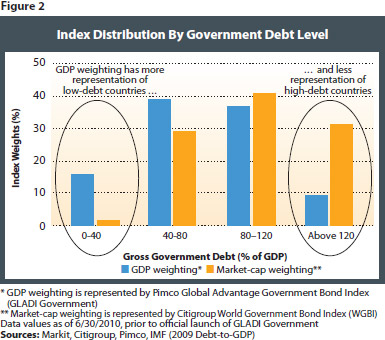 Figure 2
Index Distribution By Government Debt Level
GDP weighting has more
representation of
low-debt countries ...
... and less
representation of
high-debt countries
Index Weights (%)
50
40
30
20
10
0
0-40
40-80
80–120
Above 120
Gross Government Debt (% of GDP)
GDP weighting*
Market-cap weighting**
* GDP weighting is represented by Pimco Global Advantage Government Bond Index
(GLADI Government)
** Market-cap weighting is represented by Citigroup World Government Bond Index (WGBI)
Data values as of 6/30/2010, prior to official launch of GLADI Government
Sources: Markit, Citigroup, Pimco, IMF (2009 Debt-to-GDP)